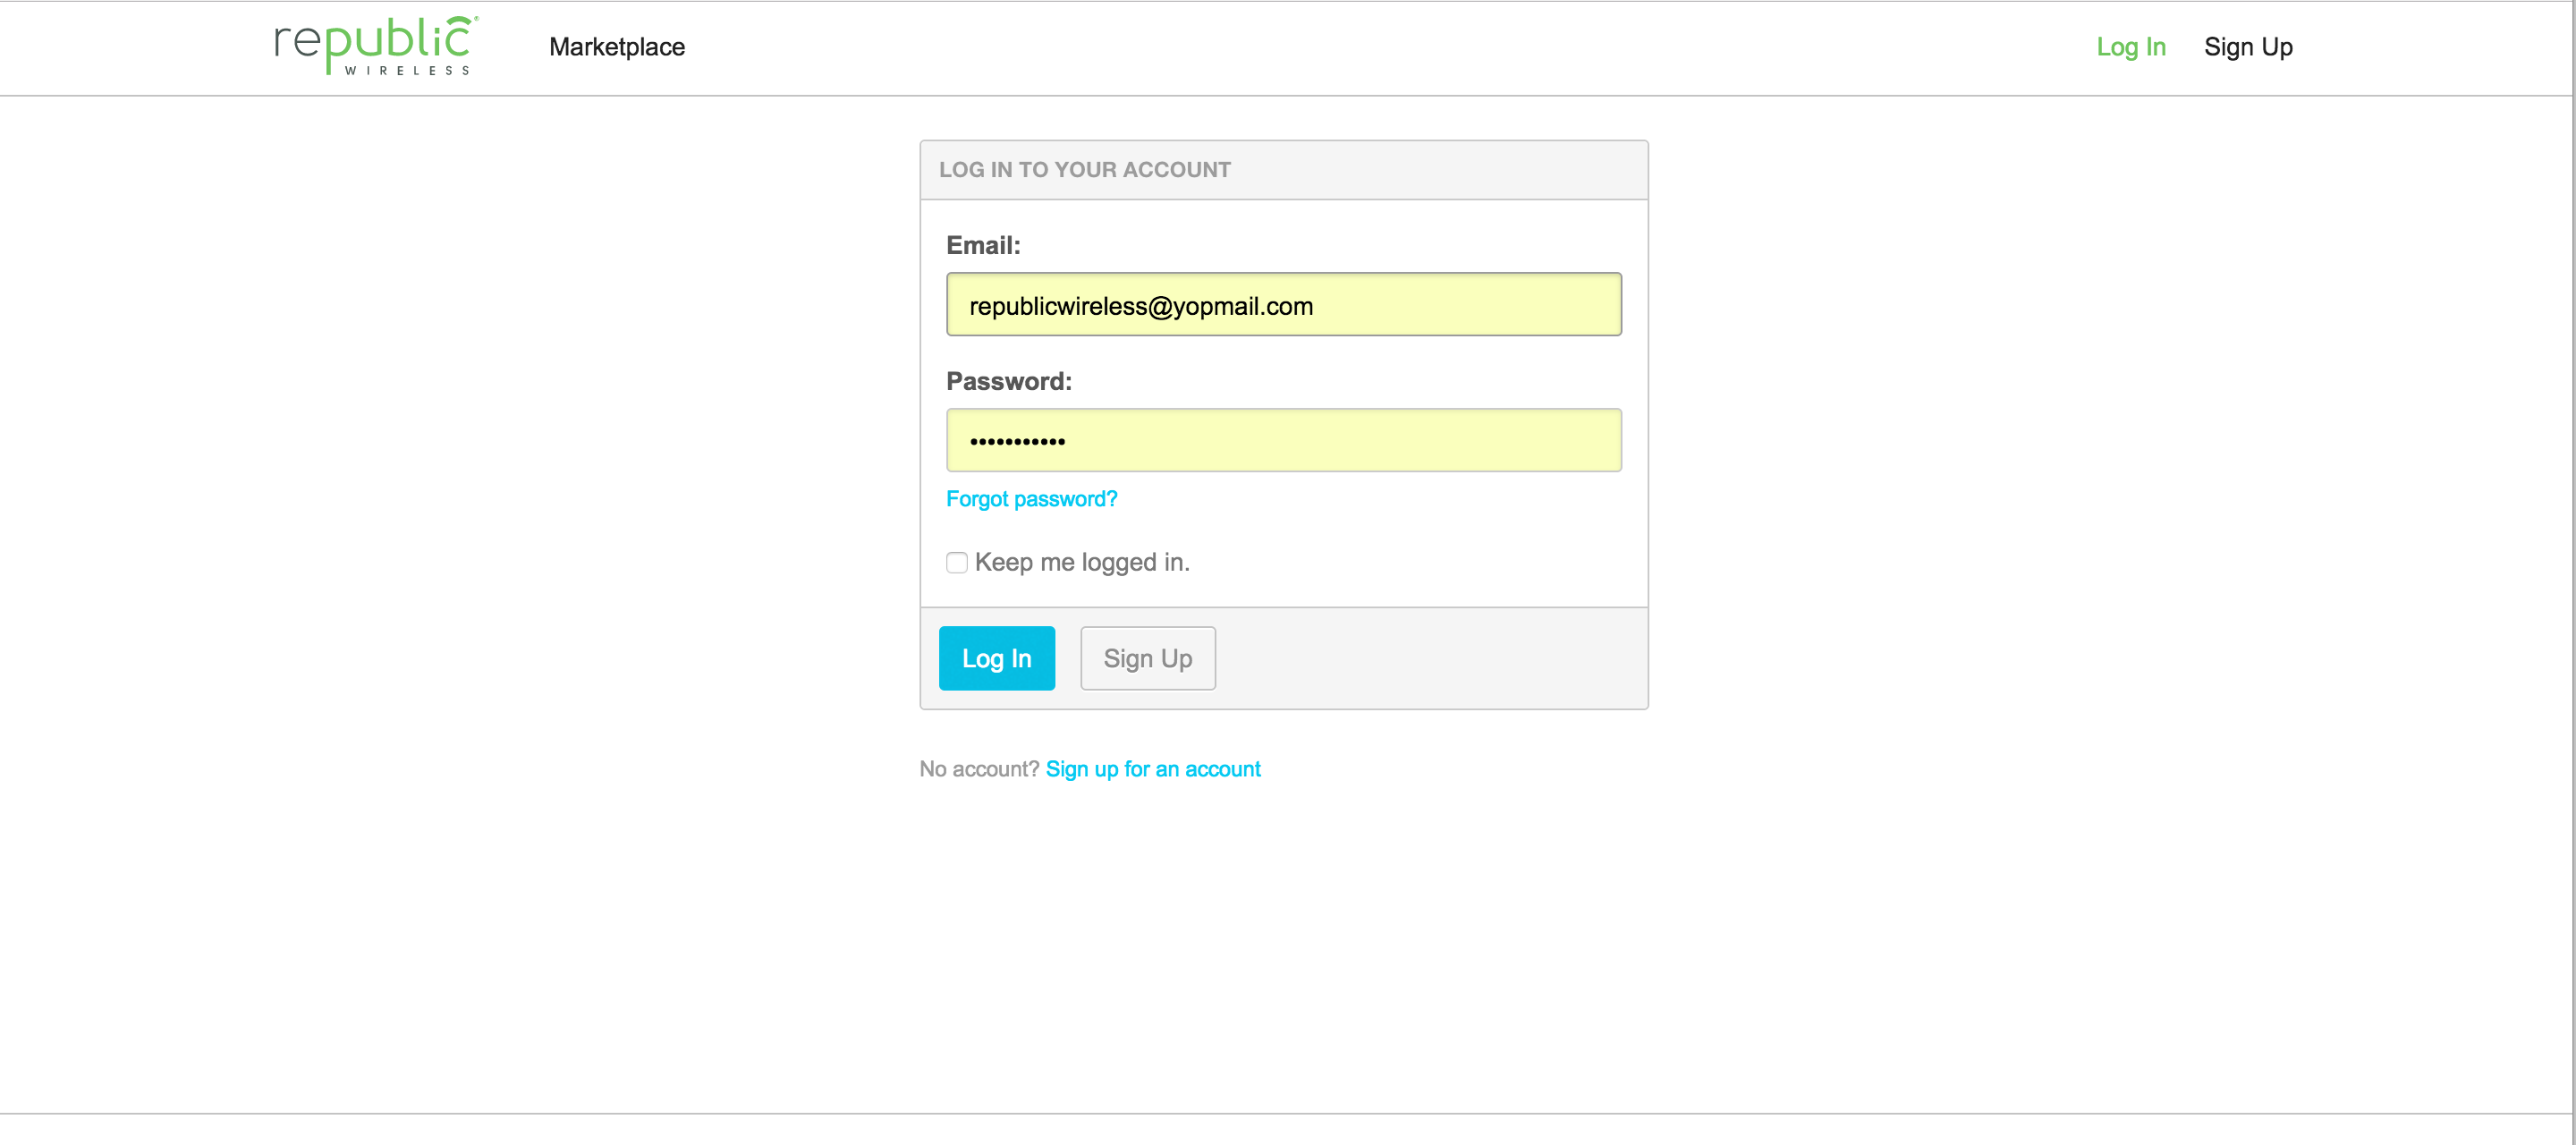 republic® Marketplace Log In Sign Up
WIRELESS
LOG IN TO YOUR ACCOUNT
Email:
republicwireless@yopmail.com
Password:
•••••••••••
Forgot password?
Keep me logged in.
Log In Sign Up
No account? Sign up for an account